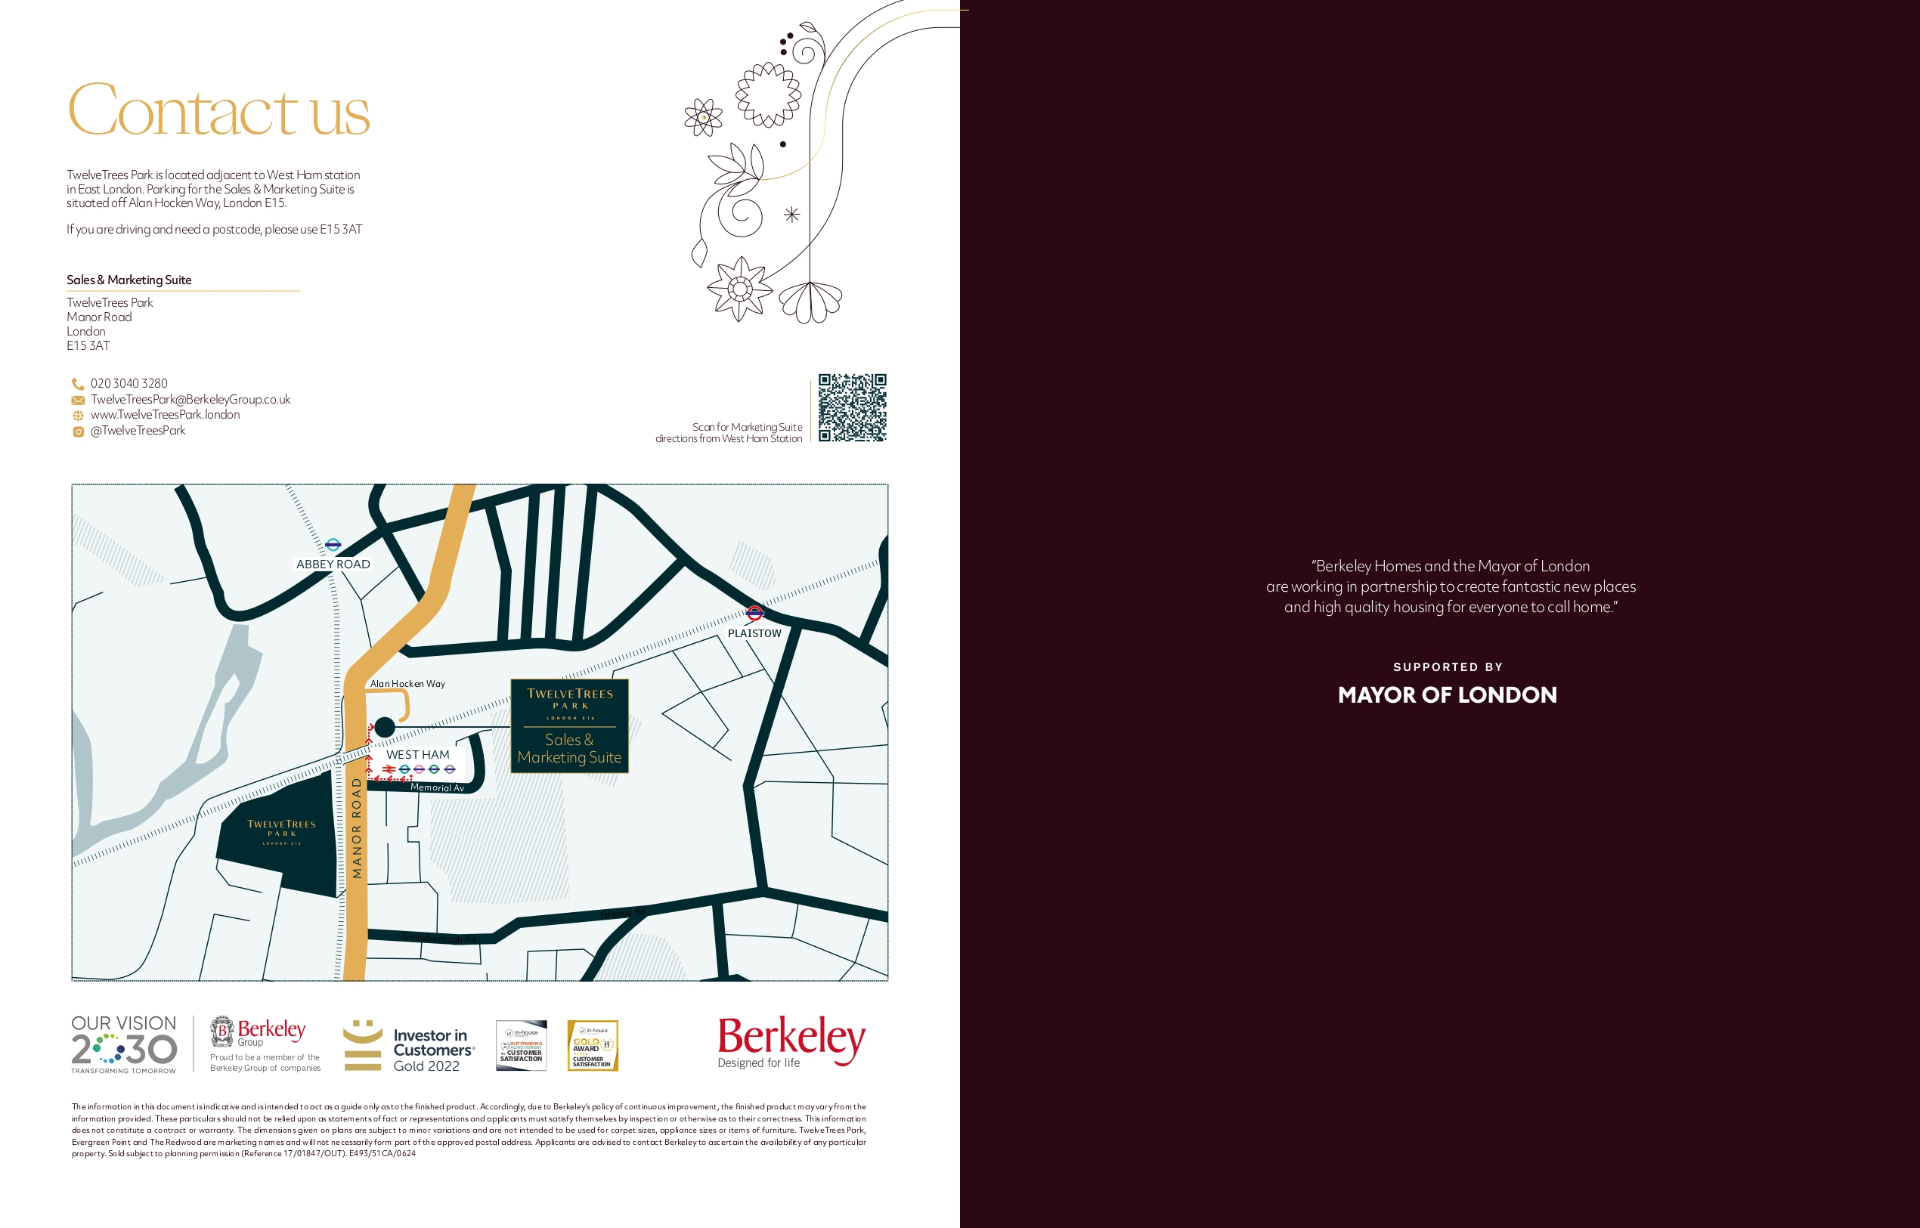 Contact us
TwelveTrees Park is located adjacent to West Ham station
in East London. Parking for the Sales & Marketing Suite is
situated off Alan Hocken Way, London E15.
If you are driving and need a postcode, please use E15 3AT
Sales & Marketing Suite
TwelveTrees Park
Manor Road
London
E15 3AT
020 3040 3280
TwelveTreesPark@BerkeleyGroup.co.uk
www.TwelveTreesPark.london
@TwelveTreesPark
Scan for Marketing Suite
directions from West Ham Station
ABBEY ROAD
PLAISTOW
Alan Hocken Way
TWELVETREES
PARK
LONDON E16
Sales &
Marketing Suite
WEST HAM
Memorial Av
MANOR ROAD
TWELVETREES
PARK
LONDON E16
OUR VISION
2030
TRANSFORMING TOMORROW
Berkeley
Group
Proud to be a member of the
Berkeley Group of companies
Investor in
Customers
Gold 2022
in-house
OUTSTANDING
ACHIEVEMENT
CUSTOMER
SATISFACTION
in-house
GOLD
AWARD
CUSTOMER
SATISFACTION
Berkeley
Designed for life
The information in this document is indicative and is intended to act as a guide only as to the finished product. Accordingly, due to Berkeley's policy of continuous improvement, the finished product may vary from the
information provided. These particulars should not be relied upon as statements of fact or representations and applicants must satisfy themselves by inspection or otherwise as to their correctness. This information
does not constitute a contract or warranty. The dimensions given on plans are subject to minor variations and are not intended to be used for carpet sizes, appliance sizes or items of furniture. TwelveTrees Park,
Evergreen Point and The Redwood are marketing names and will not necessarily form part of the approved postal address. Applicants are advised to contact Berkeley to ascertain the availability of any particular
property. Sold subject to planning permission (Reference 17/01847/OUT). E493/51CA/0624
"Berkeley Homes and the Mayor of London
are working in partnership to create fantastic new places
and high quality housing for everyone to call home."
SUPPORTED BY
MAYOR OF LONDON